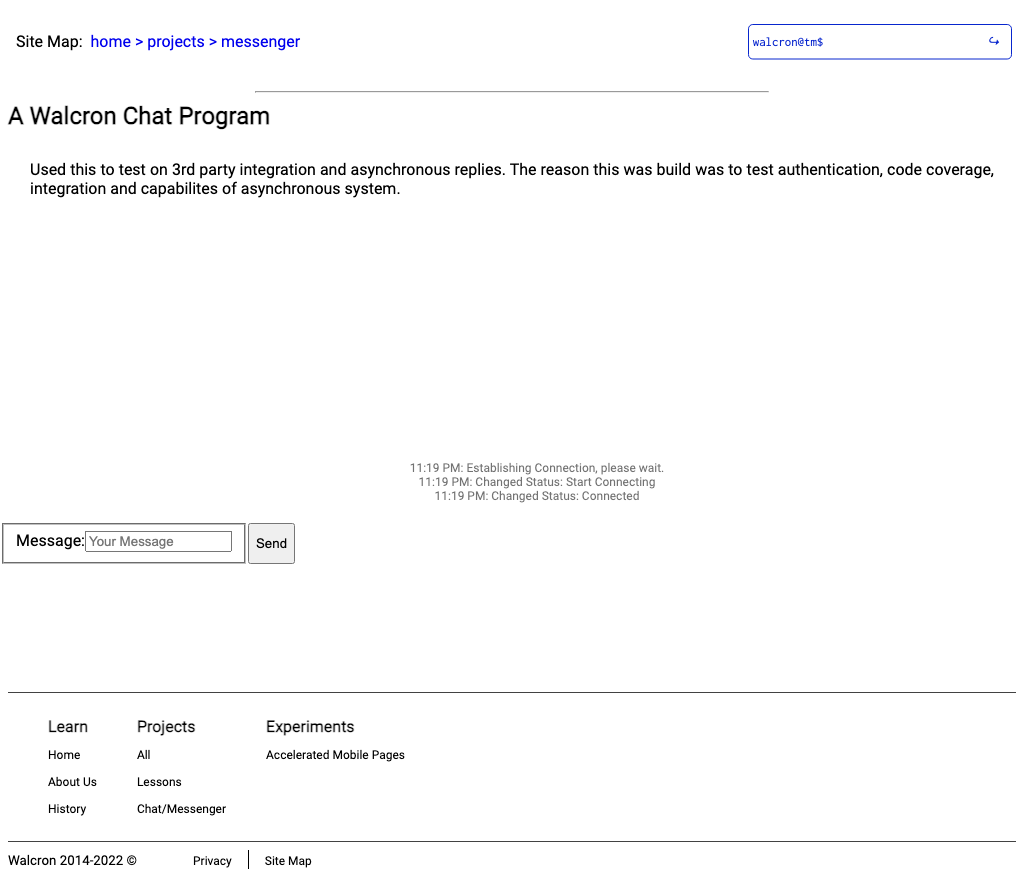 Site Map: home > projects > messenger
walcron@tm$
A Walcron Chat Program
Used this to test on 3rd party integration and asynchronous replies. The reason this was build was to test authentication, code coverage,
integration and capabilites of asynchronous system.
11:19 PM: Establishing Connection, please wait.
11:19 PM: Changed Status: Start Connecting
11:19 PM: Changed Status: Connected
Message: Your Message Send
Learn Projects Experiments
Home All Accelerated Mobile Pages
About Us Lessons
History Chat/Messenger
Walcron 2014-2022 © Privacy Site Map